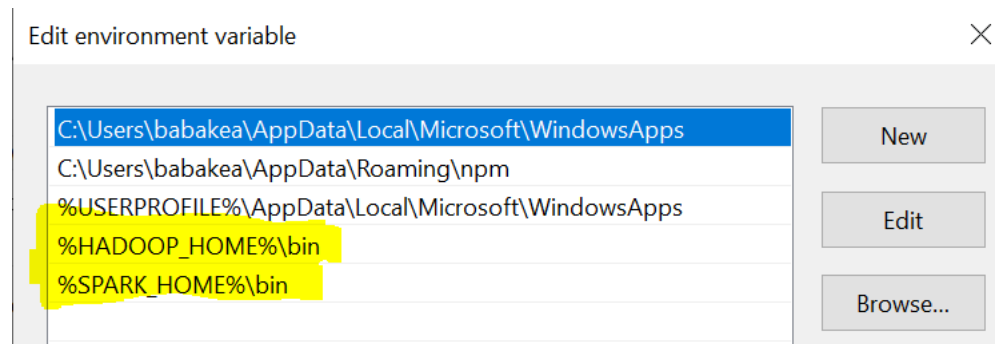 Edit environment variable
C:\Users\babakea\AppData\Local\Microsoft\WindowsApps
New
C:\Users\babakea\AppData\Roaming\npm
%USERPROFILE%\AppData\Local\Microsoft\WindowsApps
Edit
%HADOOP_HOME%\bin
%SPARK_HOME%\bin
Browse...